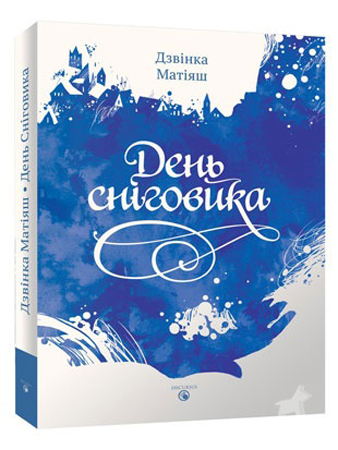 Дзвінка
Матіяш
День
сніговика
Дзвінка Матіяш • День Сніговика